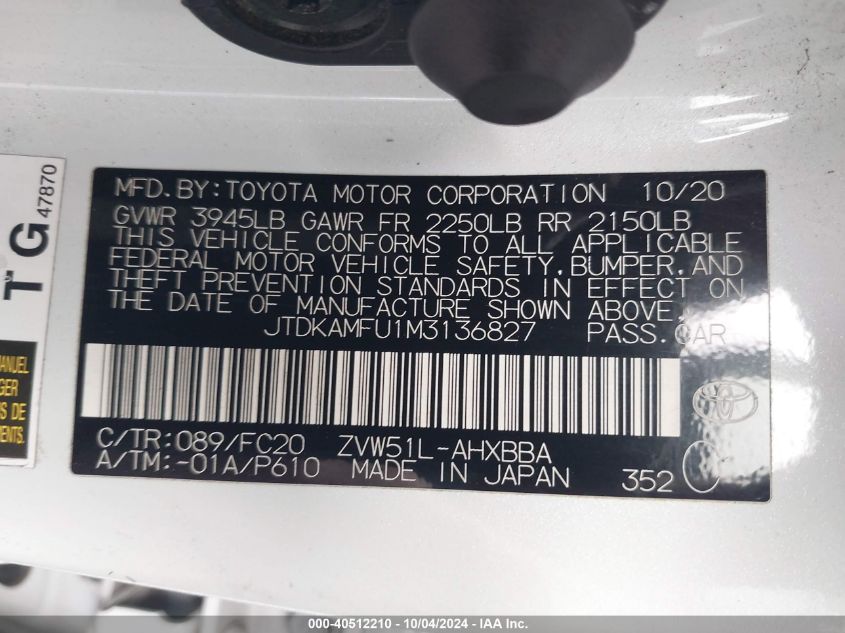 MFD. BY: TOYOTA MOTOR CORPORATION 10/20
GVWR 3945LB GAWR FR 2250LB RR 2150LB
THIS VEHICLE CONFORMS TO ALL APPLICABLE
FEDERAL MOTOR VEHICLE SAFETY, BUMPER, AND
THEFT PREVENTION STANDARDS IN EFFECT ON
THE DATE OF MANUFACTURE SHOWN ABOVE.
JTDKAMFU1M3136827 PASS. CAR
C/TR: 089/FC20 ZVW51L-AHXBBA
A/TM: -01A/P610 MADE IN JAPAN 352 C
TG 47870
MANUEL
S DE
000-40512210 - 10/04/2024 - IAA, Inc.